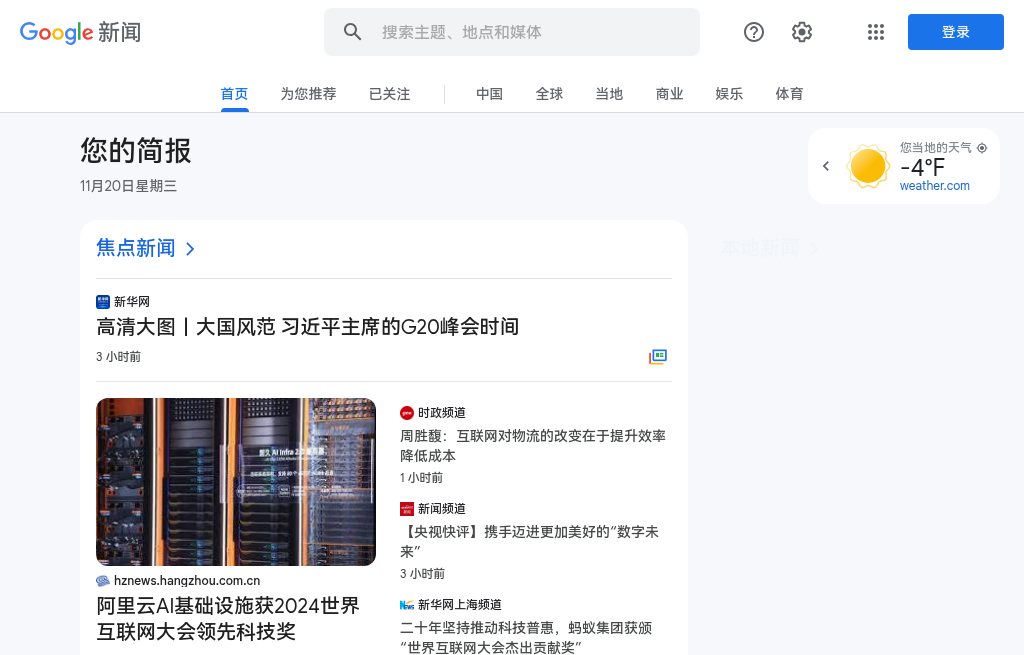 Google 新闻
搜索主题、地点和媒体
登录
首页
为您推荐
已关注
中国
全球
当地
商业
娱乐
体育
您的简报
11月20日星期三
您当地的天气
-4°F
weather.com
焦点新闻
本地新闻
新华网
高清大图丨大国风范 习近平主席的G20峰会时间
3 小时前
hznews.hangzhou.com.cn
阿里云AI基础设施获2024世界
互联网大会领先科技奖
时政频道
周胜馥：互联网对物流的改变在于提升效率
降低成本
1 小时前
新闻频道
【央视快评】携手迈进更加美好的“数字未
来”
3 小时前
新华网上海频道
二十年坚持推动科技普惠，蚂蚁集团获颁
“世界互联网大会杰出贡献奖”